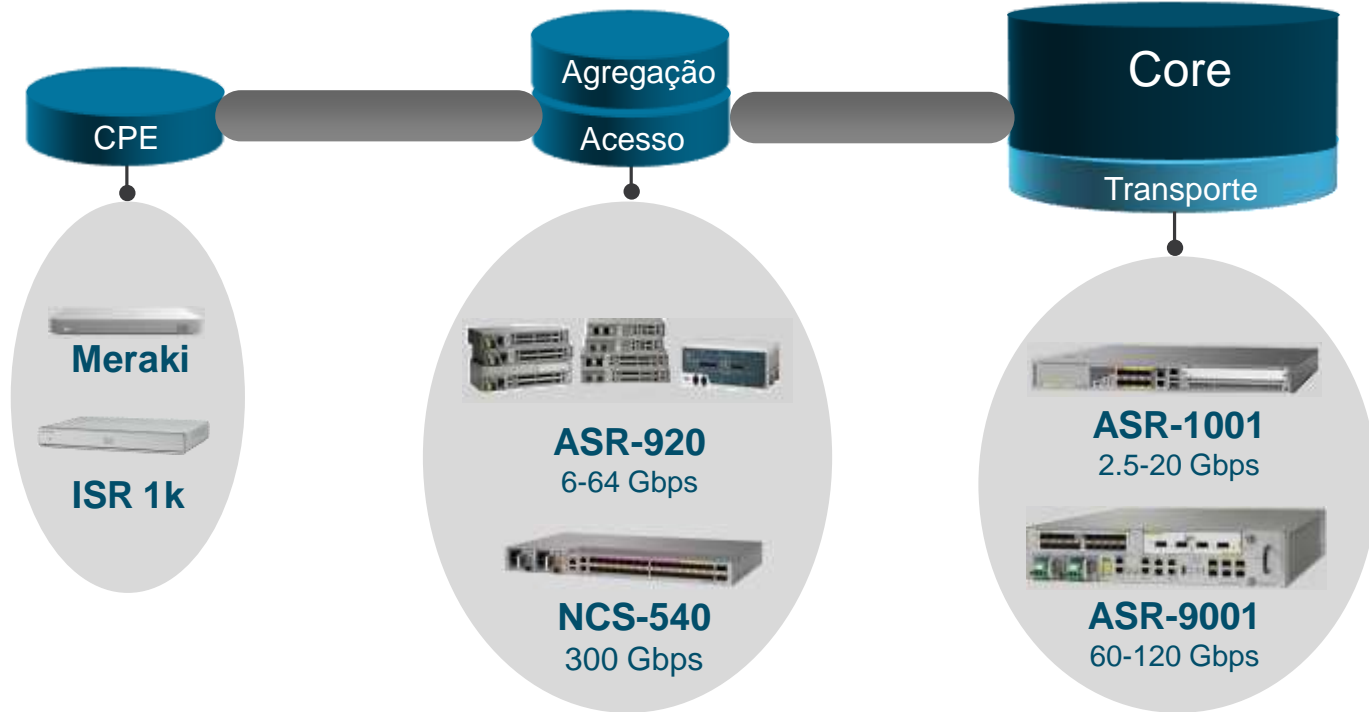 CPE
Agregação
Acesso
Core
Transporte
Meraki
ISR 1k
ASR-920
6-64 Gbps
NCS-540
300 Gbps
ASR-1001
2.5-20 Gbps
ASR-9001
60-120 Gbps